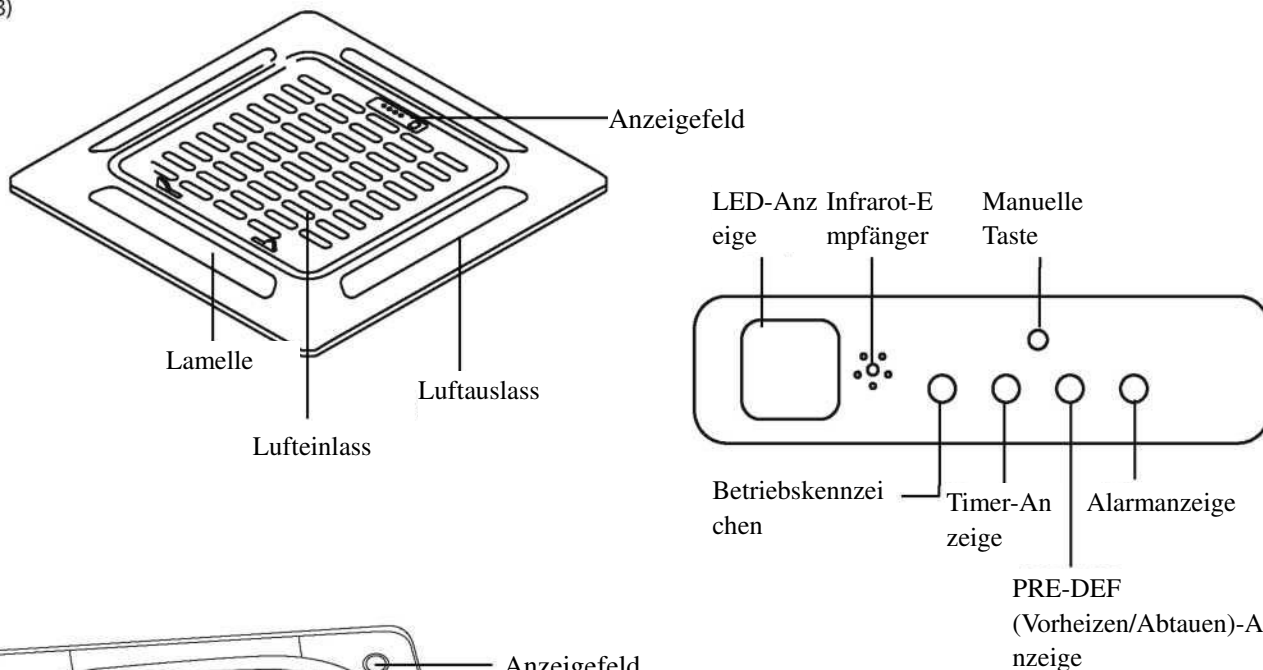 3)
Anzeigefeld
Lamelle
Luftauslass
Lufteinlass
LED-Anz
eige
Infrarot-E
mpfänger
Manuelle
Taste
Betriebskennzei
chen
Timer-An
zeige
Alarmanzeige
PRE-DEF
(Vorheizen/Abtauen)-A
nzeige
Anzeigefeld